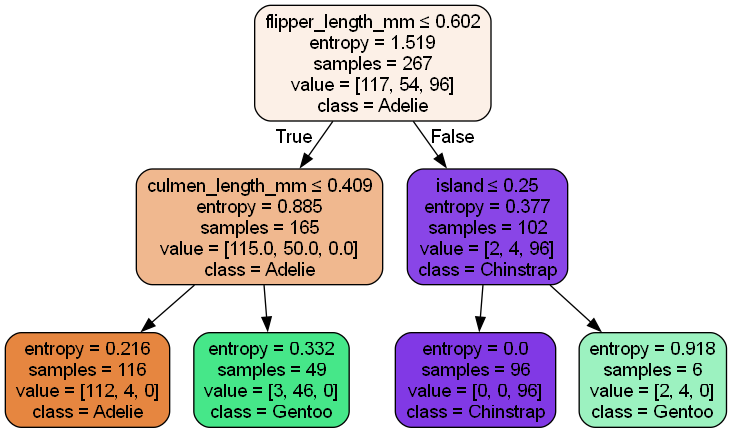 flipper_length_mm ≤ 0.602
entropy = 1.519
samples = 267
value = [117, 54, 96]
class = Adelie
True
False
culmen_length_mm ≤ 0.409
entropy = 0.885
samples = 165
value = [115.0, 50.0, 0.0]
class = Adelie
island ≤ 0.25
entropy = 0.377
samples = 102
value = [2, 4, 96]
class = Chinstrap
entropy = 0.216
samples = 116
value = [112, 4, 0]
class = Adelie
entropy = 0.332
samples = 49
value = [3, 46, 0]
class = Gentoo
entropy = 0.0
samples = 96
value = [0, 0, 96]
class = Chinstrap
entropy = 0.918
samples = 6
value = [2, 4, 0]
class = Gentoo